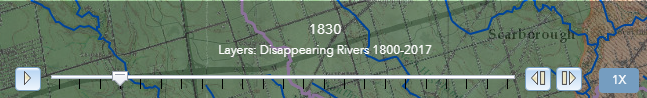 1830
Layers: Disappearing Rivers 1800-2017
Scarborough
1X